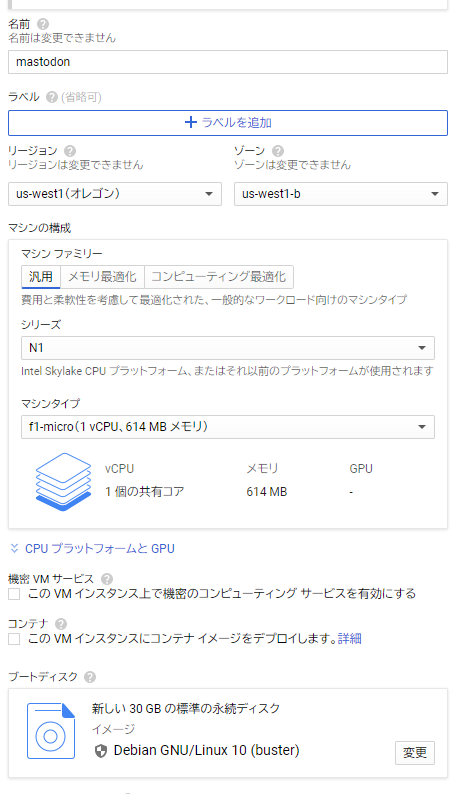 名前
名前は変更できません
mastodon
ラベル (省略可)
ラベルを追加
リージョン ゾーン
リージョンは変更できません ゾーンは変更できません
us-west1（オレゴン） us-west1-b
マシンの構成
マシン ファミリー
汎用 メモリ最適化 コンピューティング最適化
費用と柔軟性を考慮して最適化された、一般的なワークロード向けのマシンタイプ
シリーズ
N1
Intel Skylake CPU プラットフォーム、またはそれ以前のプラットフォームが使用されます
マシンタイプ
f1-micro（1 vCPU、614 MB メモリ）
vCPU メモリ GPU
1 個の共有コア 614 MB -
CPU プラットフォームと GPU
機密 VM サービス
この VM インスタンス上で機密のコンピューティング サービスを有効にする
コンテナ
この VM インスタンスにコンテナ イメージをデプロイします。詳細
ブートディスク
新しい 30 GB の標準の永続ディスク
イメージ
Debian GNU/Linux 10 (buster) 変更